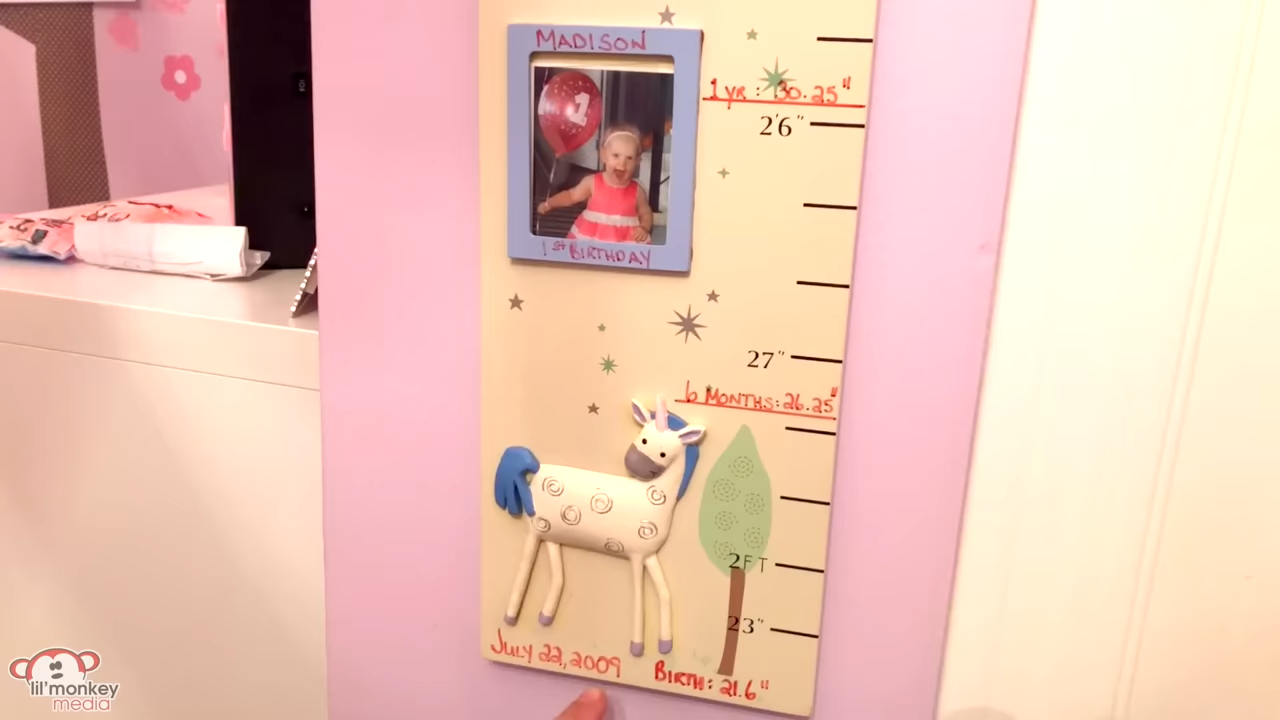 MADISON
1
1ST BIRTHDAY
1 YR: 30.25"
2'6"
27"
6 MONTHS: 26.25"
2FT
23"
JULY 22, 2009
BIRTH: 21.6"
lil'monkey
media